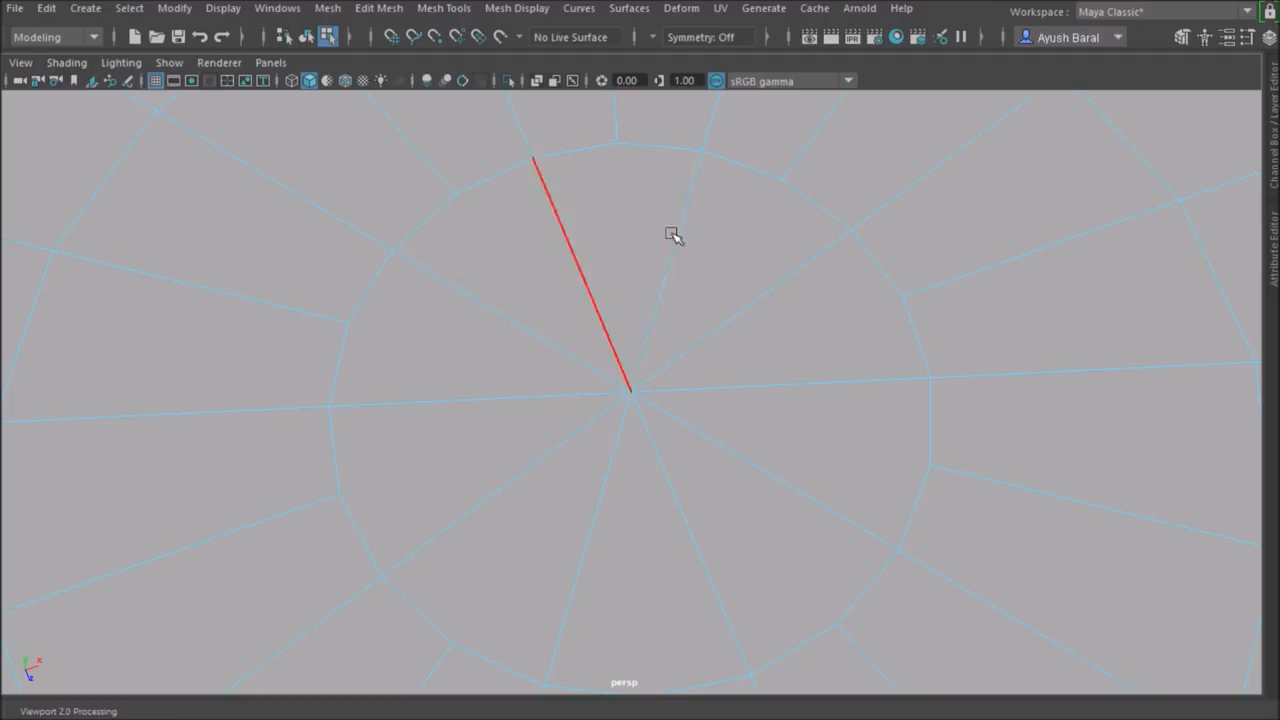 File Edit Create Select Modify Display Windows Mesh Edit Mesh Mesh Tools Mesh Display Curves Surfaces Deform UV Generate Cache Arnold Help Workspace : Maya Classic*
Modeling No Live Surface Symmetry: Off Ayush Baral
View Shading Lighting Show Renderer Panels
0.00 1.00 sRGB gamma
Channel Box / Layer Editor
Attribute Editor
y x
z
persp
Viewport 2.0 Processing